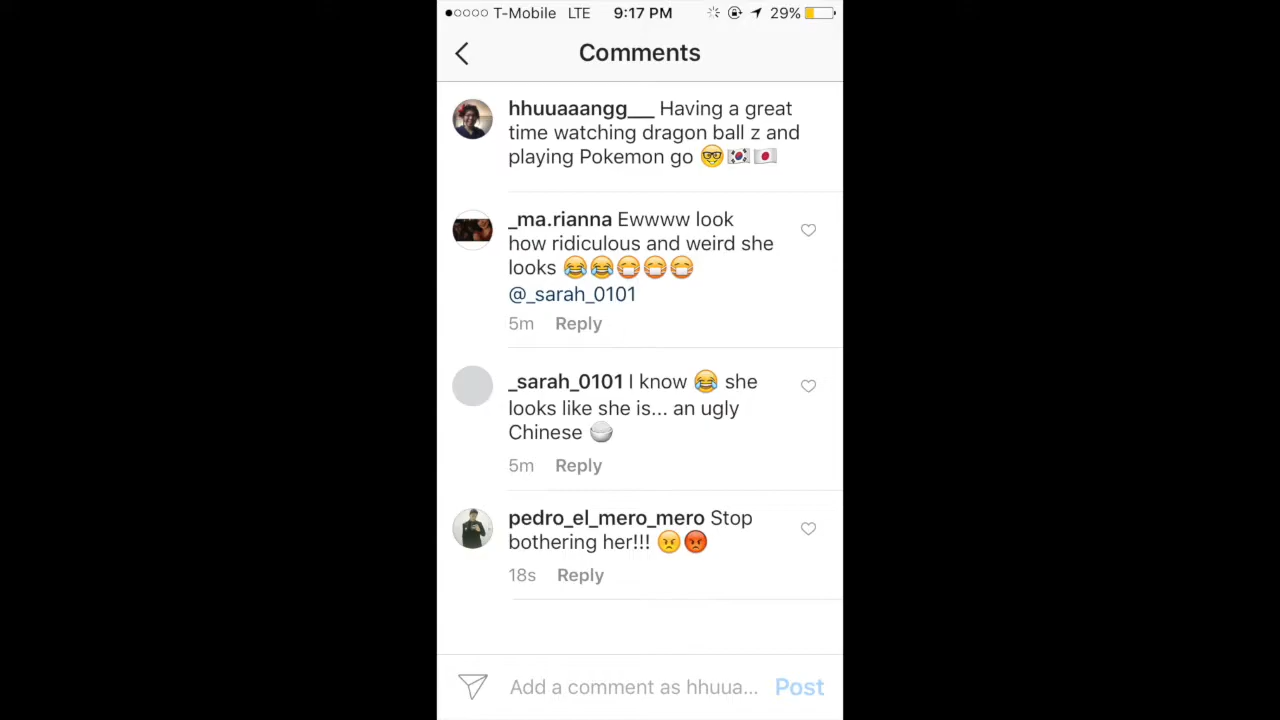 T-Mobile LTE 9:17 PM 29%
Comments
hhuuaaangg___ Having a great
time watching dragon ball z and
playing Pokemon go 🤓🇰🇷🇯🇵
_ma.rianna Ewwww look
how ridiculous and weird she
looks 😂😂😷😷😷
@_sarah_0101
5m Reply
_sarah_0101 I know 😂 she
looks like she is... an ugly
Chinese 🍚
5m Reply
pedro_el_mero_mero Stop
bothering her!!! 😠😡
18s Reply
Add a comment as hhuua... Post